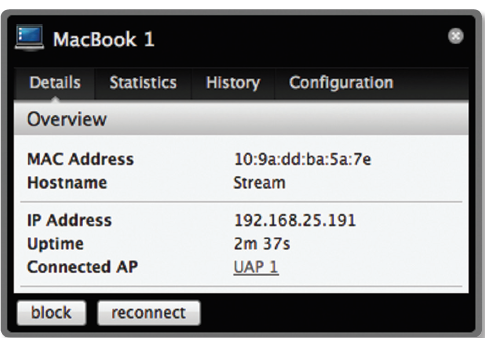 MacBook 1
Details Statistics History Configuration
Overview
MAC Address 10:9a:dd:ba:5a:7e
Hostname Stream
IP Address 192.168.25.191
Uptime 2m 37s
Connected AP UAP 1
block reconnect